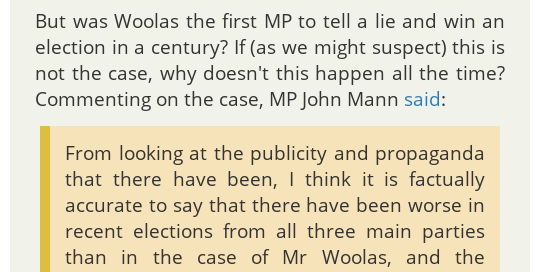 But was Woolas the first MP to tell a lie and win an
election in a century? If (as we might suspect) this is
not the case, why doesn't this happen all the time?
Commenting on the case, MP John Mann said:
From looking at the publicity and propaganda
that there have been, I think it is factually
accurate to say that there have been worse in
recent elections from all three main parties
than in the case of Mr Woolas, and the